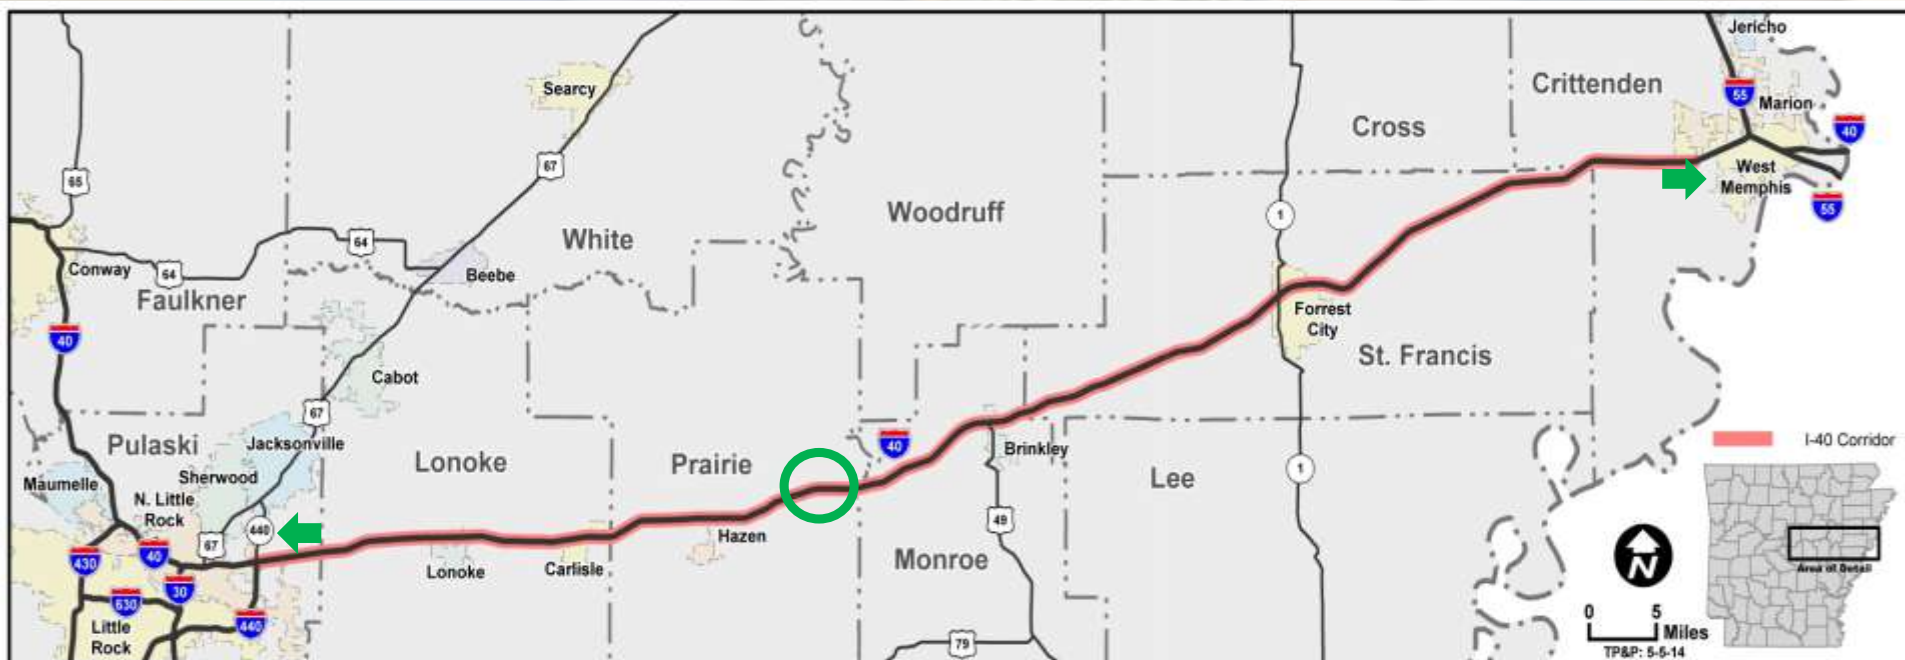 Jericho
55
Marion
40
Crittenden
Searcy
Cross
67
65
West
Memphis
55
Woodruff
1
White
64
Conway
64
Beebe
Faulkner
40
Forrest
City
St. Francis
Cabot
67
Pulaski
Jacksonville
40
I-40 Corridor
Brinkley
Lonoke
Prairie
Lee
1
Sherwood
Maumelle
N. Little
Rock
440
49
Hazen
67
40
430
Monroe
Lonoke
Carlisle
Area of Detail
30
630
N
440
Little
Rock
0 5
Miles
79
TP&P: 5-5-14